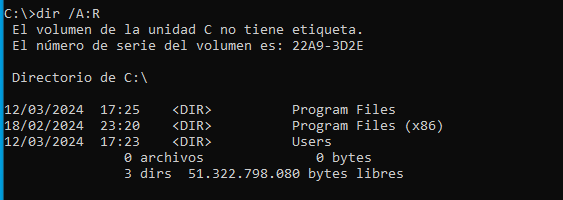 C:\>dir /A:R
El volumen de la unidad C no tiene etiqueta.
El número de serie del volumen es: 22A9-3D2E
Directorio de C:\
12/03/2024  17:25    <DIR>          Program Files
18/02/2024  23:20    <DIR>          Program Files (x86)
12/03/2024  17:23    <DIR>          Users
0 archivos              0 bytes
3 dirs  51.322.798.080 bytes libres